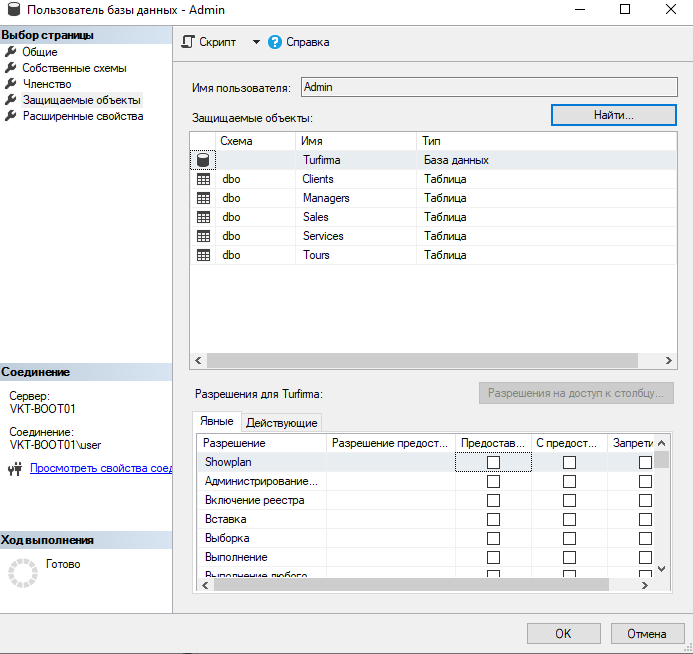 Пользователь базы данных - Admin
Выбор страницы
Общие
Собственные схемы
Членство
Защищаемые объекты
Расширенные свойства
Скрипт
Справка
Имя пользователя: Admin
Защищаемые объекты: Найти...
Схема Имя Тип
Turfirma База данных
dbo Clients Таблица
dbo Managers Таблица
dbo Sales Таблица
dbo Services Таблица
dbo Tours Таблица
Соединение
Сервер:
VKT-BOOT01
Соединение:
VKT-BOOT01\user
Просмотреть свойства соед
Ход выполнения
Готово
Разрешения для Turfirma: Разрешения на доступ к столбцу...
Явные Действующие
Разрешение Разрешение предост... Предостав... С предост... Запрети
Showplan
Администрирование...
Включение реестра
Вставка
Выборка
Выполнение
Выполнение любого
OK Отмена